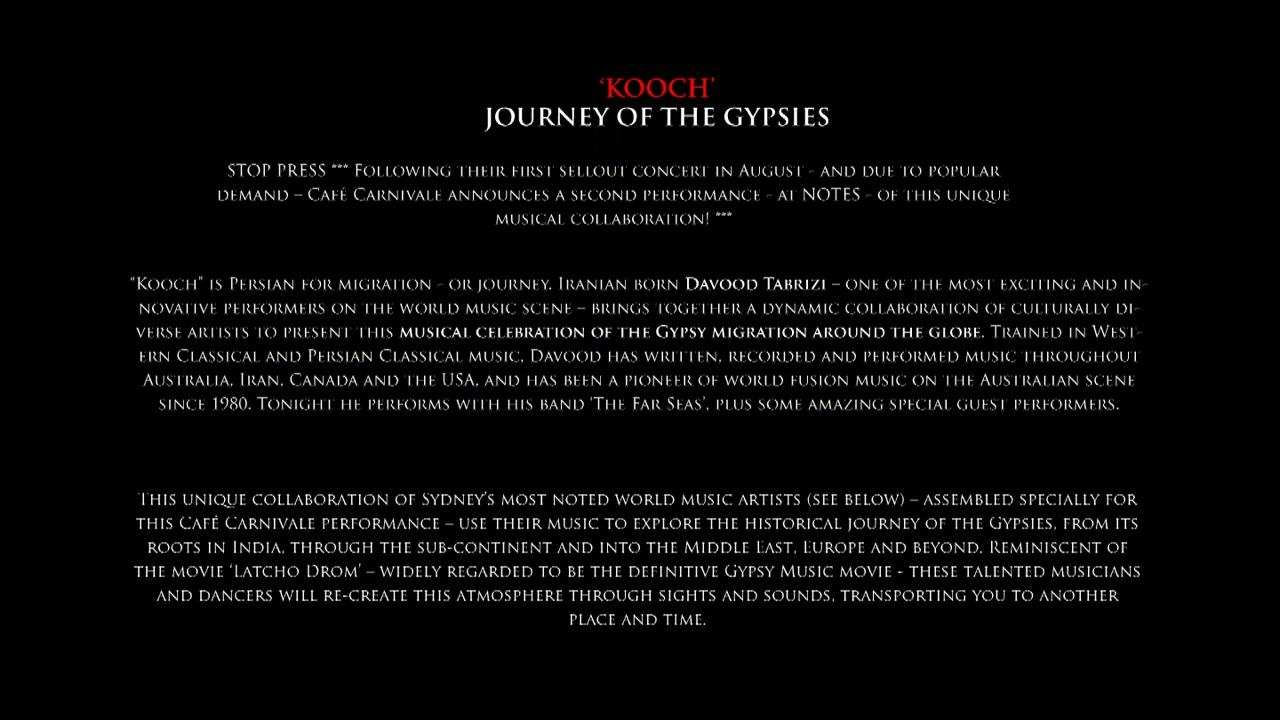 ‘KOOCH’
JOURNEY OF THE GYPSIES
STOP PRESS *** Following their first sellout concert in August - and due to popular
demand – Café Carnivale announces a second performance - at NOTES - of this unique
musical collaboration! ***
“Kooch” is Persian for migration - or journey. Iranian born Davood Tabrizi – one of the most exciting and in-
novative performers on the world music scene – brings together a dynamic collaboration of culturally di-
verse artists to present this musical celebration of the Gypsy migration around the globe. Trained in West-
ern Classical and Persian Classical music, Davood has written, recorded and performed music throughout
Australia, Iran, Canada and the USA, and has been a pioneer of world fusion music on the Australian scene
since 1980. Tonight he performs with his band ‘The Far Seas’, plus some amazing special guest performers.
This unique collaboration of Sydney’s most noted world music artists (see below) – assembled specially for
this Café Carnivale performance – use their music to explore the historical journey of the Gypsies, from its
roots in India, through the sub-continent and into the Middle East, Europe and beyond. Reminiscent of
the movie ‘Latcho Drom’ – widely regarded to be the definitive Gypsy Music movie - these talented musicians
and dancers will re-create this atmosphere through sights and sounds, transporting you to another
place and time.